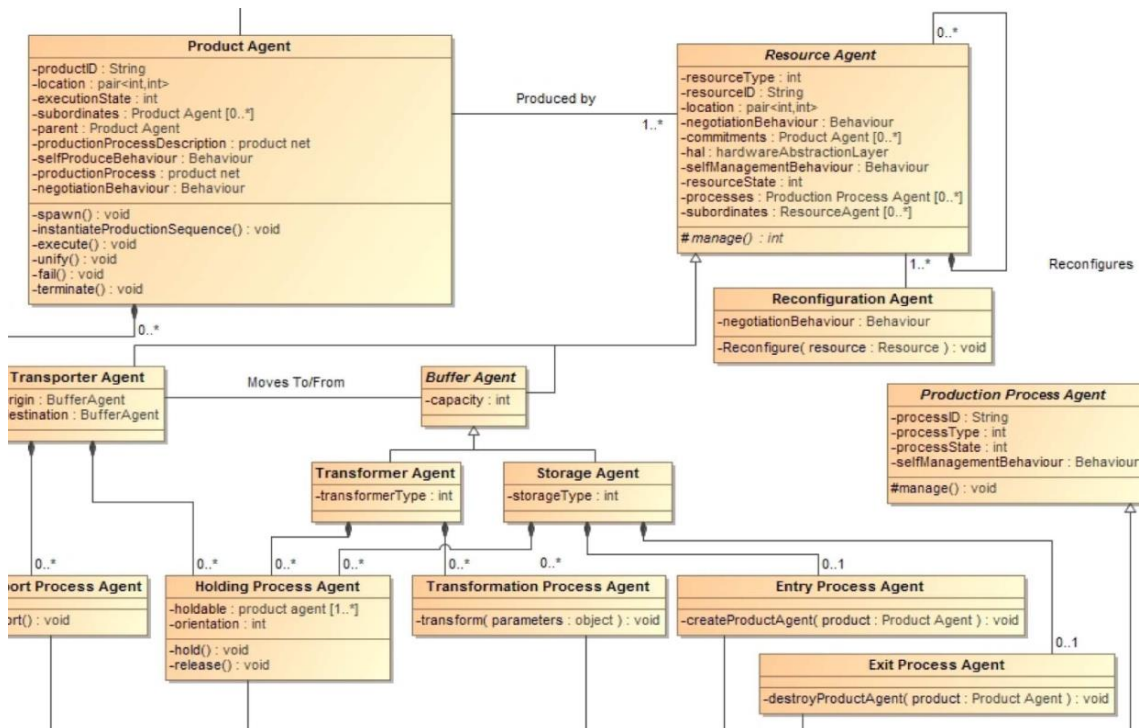 Product Agent
-productID : String
-location : pair<int,int>
-executionState : int
-subordinates : Product Agent [0..*]
-parent : Product Agent
-productionProcessDescription : product net
-selfProduceBehaviour : Behaviour
-productionProcess : product net
-negotiationBehaviour : Behaviour
-spawn() : void
-instantiateProductionSequence() : void
-execute() : void
-unify() : void
-fail() : void
-terminate() : void
0..*
Produced by
1..*
0..*
Resource Agent
-resourceType : int
-resourceID : String
-location : pair<int,int>
-negotiationBehaviour : Behaviour
-commitments : Product Agent [0..*]
-hal : hardwareAbstractionLayer
-selfManagementBehaviour : Behaviour
-resourceState : int
-processes : Production Process Agent [0..*]
-subordinates : ResourceAgent [0..*]
#manage() : int
1..*
Reconfigures
Reconfiguration Agent
-negotiationBehaviour : Behaviour
-Reconfigure( resource : Resource ) : void
Transporter Agent
rigin : BufferAgent
estination : BufferAgent
Moves To/From
Buffer Agent
-capacity : int
Production Process Agent
-processID : String
-processType : int
-processState : int
-selfManagementBehaviour : Behaviour
#manage() : void
Transformer Agent
-transformerType : int
Storage Agent
-storageType : int
0..*
0..*
0..*
0..*
0..*
0..*
0..1
port Process Agent
ort() : void
Holding Process Agent
-holdable : product agent [1..*]
-orientation : int
-hold() : void
-release() : void
Transformation Process Agent
-transform( parameters : object ) : void
Entry Process Agent
-createProductAgent( product : Product Agent ) : void
0..1
Exit Process Agent
-destroyProductAgent( product : Product Agent ) : void